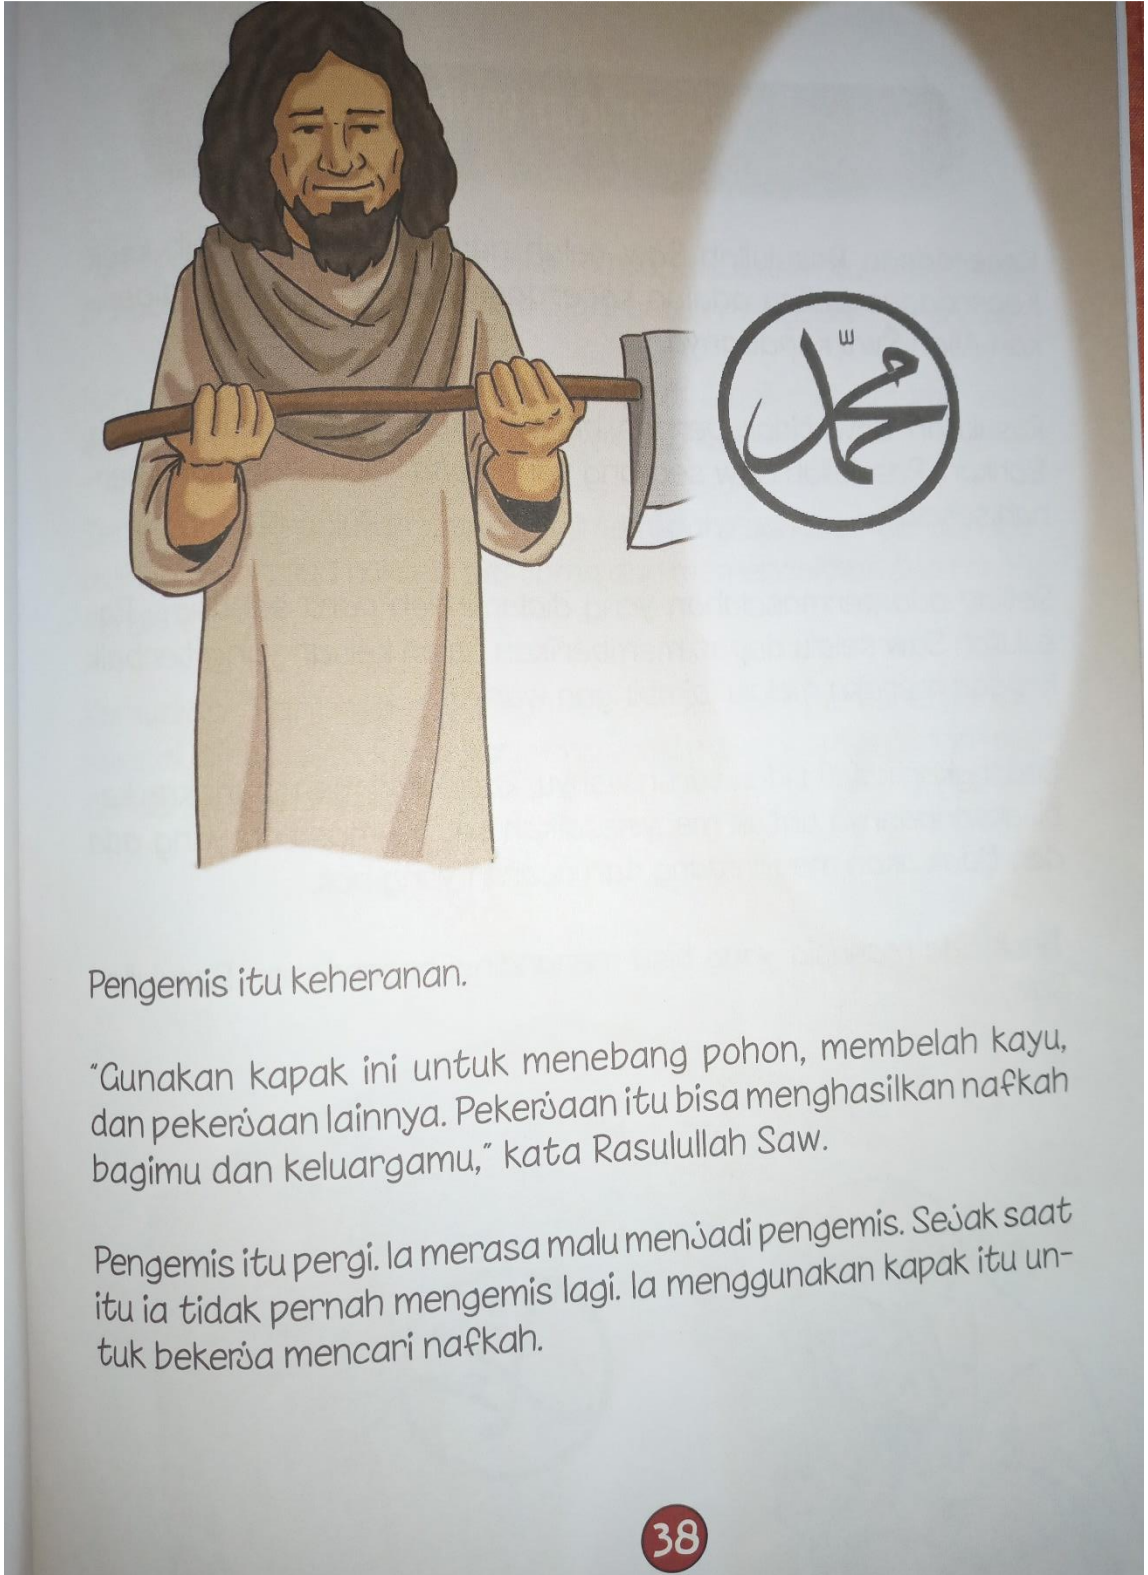 محمد
Pengemis itu keheranan.
"Gunakan kapak ini untuk menebang pohon, membelah kayu,
dan pekerjaan lainnya. Pekerjaan itu bisa menghasilkan nafkah
bagimu dan keluargamu," kata Rasulullah Saw.
Pengemis itu pergi. Ia merasa malu menjadi pengemis. Sejak saat
itu ia tidak pernah mengemis lagi. Ia menggunakan kapak itu un-
tuk bekerja mencari nafkah.
38